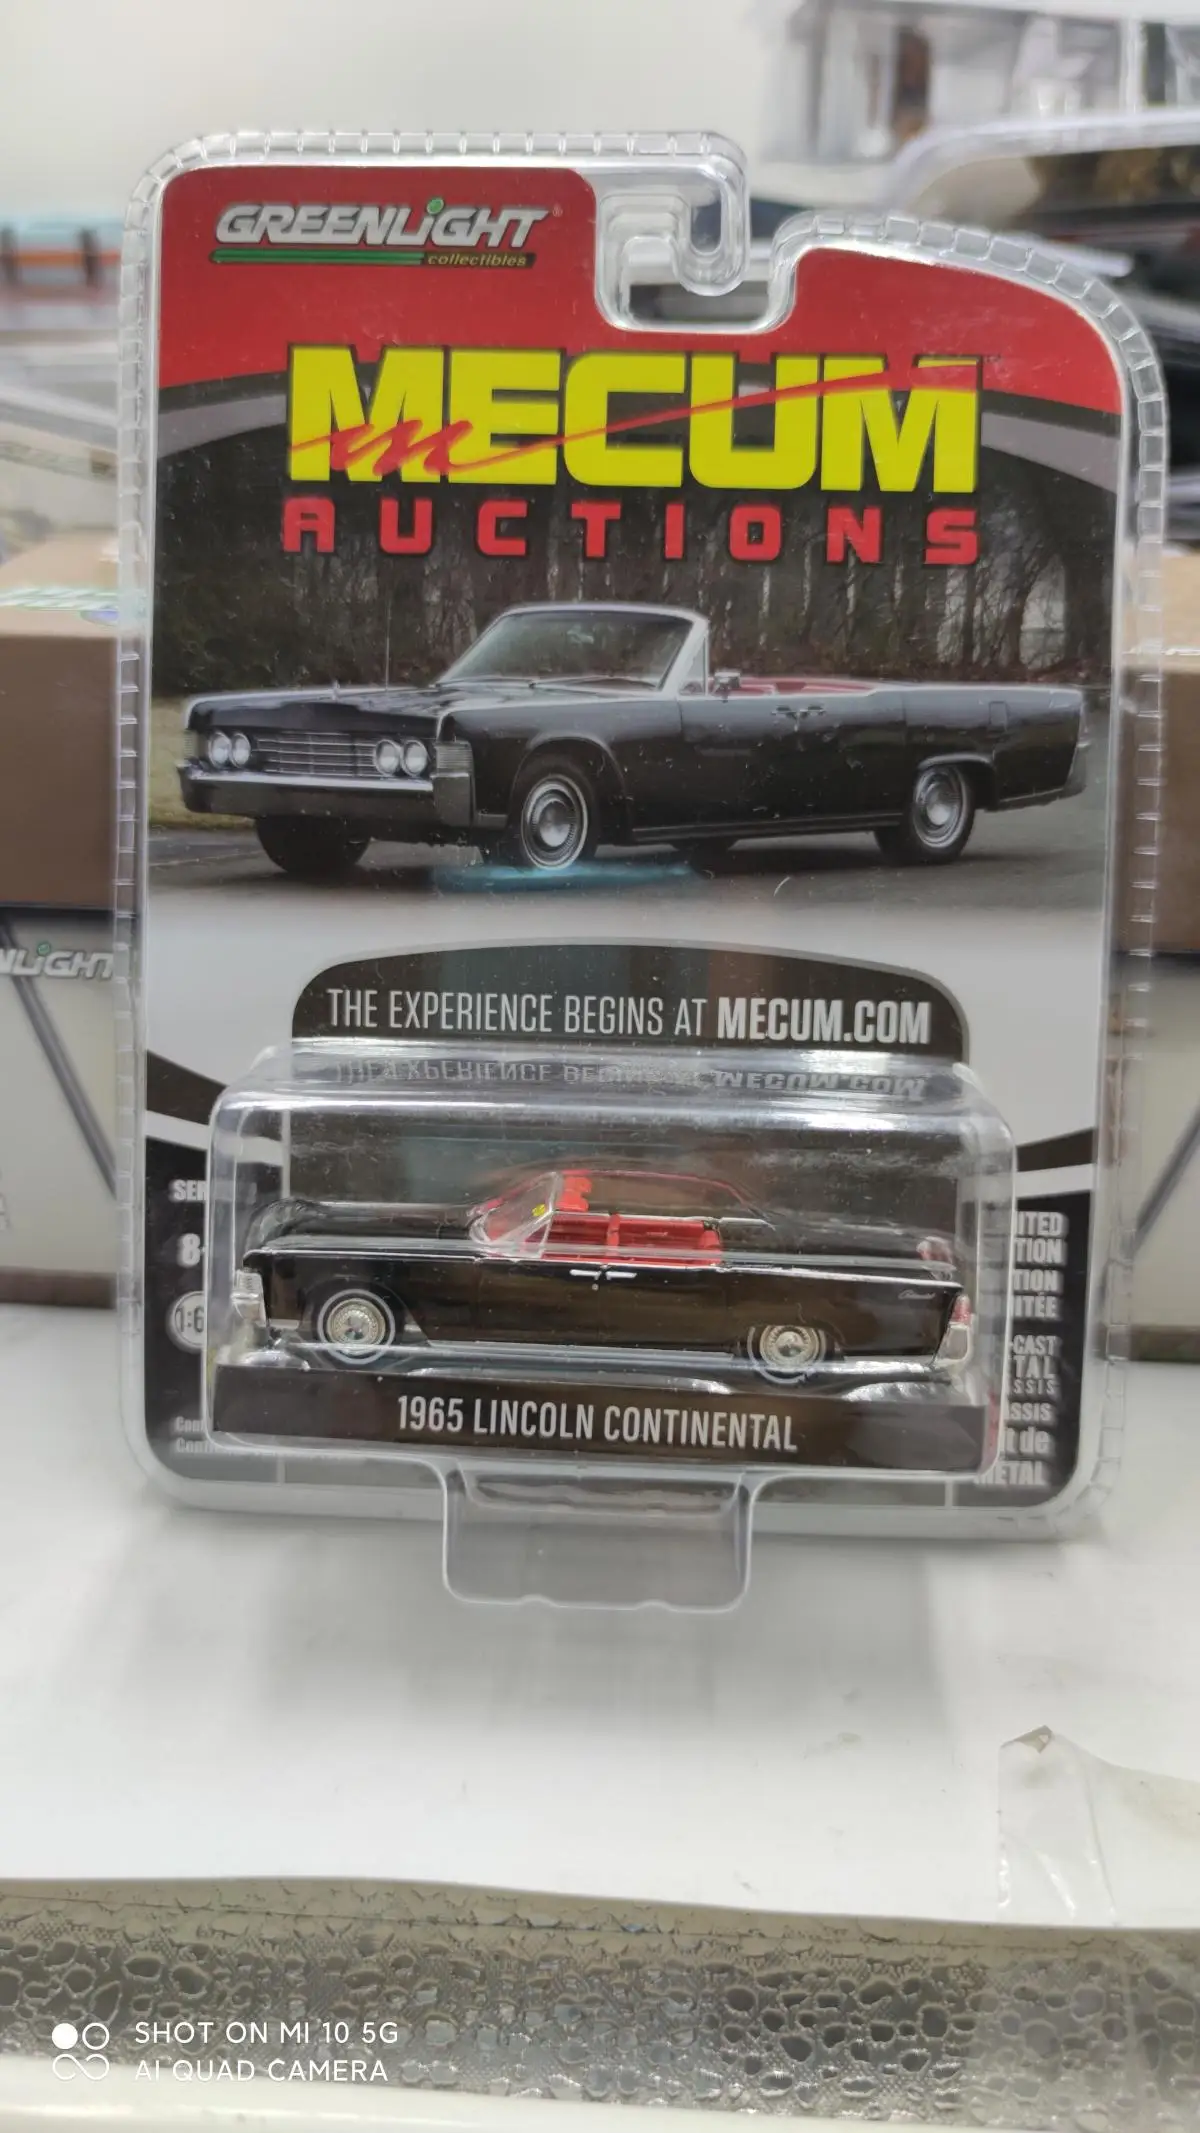 GREENLIGHT
collectibles
MECUM
AUCTIONS
THE EXPERIENCE BEGINS AT MECUM.COM
1965 LINCOLN CONTINENTAL
METAL
SHOT ON MI 10 5G
AI QUAD CAMERA